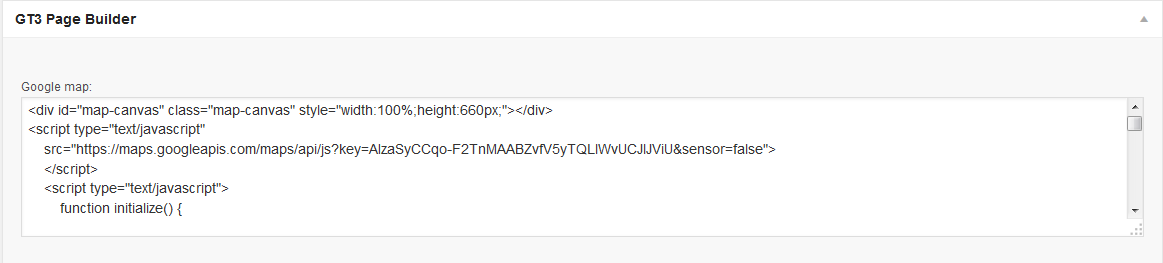 GT3 Page Builder
Google map:
<div id="map-canvas" class="map-canvas" style="width:100%;height:660px;"></div>
<script type="text/javascript"
src="https://maps.googleapis.com/maps/api/js?key=AlzaSyCCqo-F2TnMAABZvfV5yTQLlWvUCJlJViU&sensor=false">
</script>
<script type="text/javascript">
function initialize() {